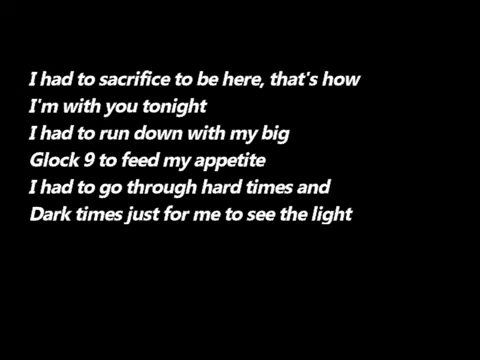 I had to sacrifice to be here, that's how
I'm with you tonight
I had to run down with my big
Glock 9 to feed my appetite
I had to go through hard times and
Dark times just for me to see the light